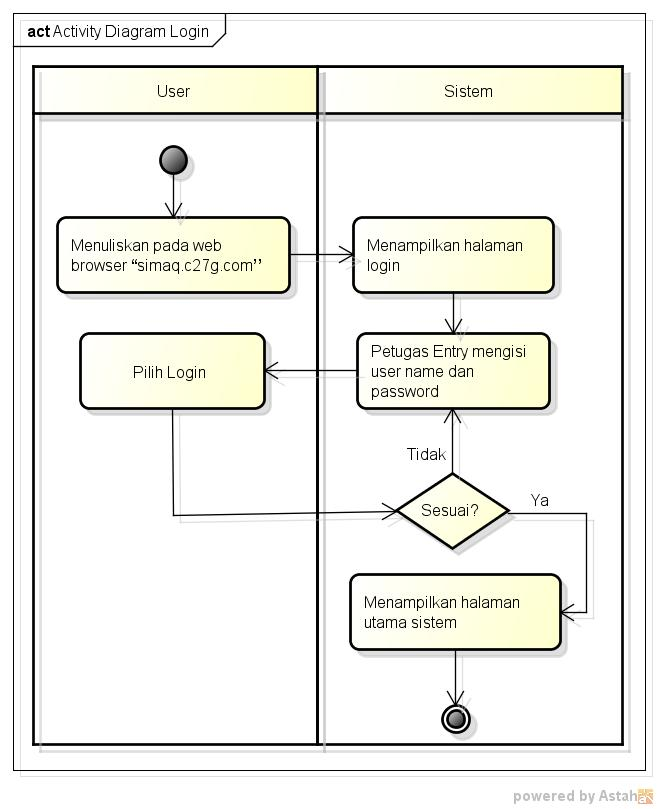 act Activity Diagram Login
User
Sistem
Menuliskan pada web
browser “simaq.c27g.com’’
Menampilkan halaman
login
Petugas Entry mengisi
user name dan
password
Pilih Login
Tidak
Sesuai?
Ya
Menampilkan halaman
utama sistem
powered by Astah